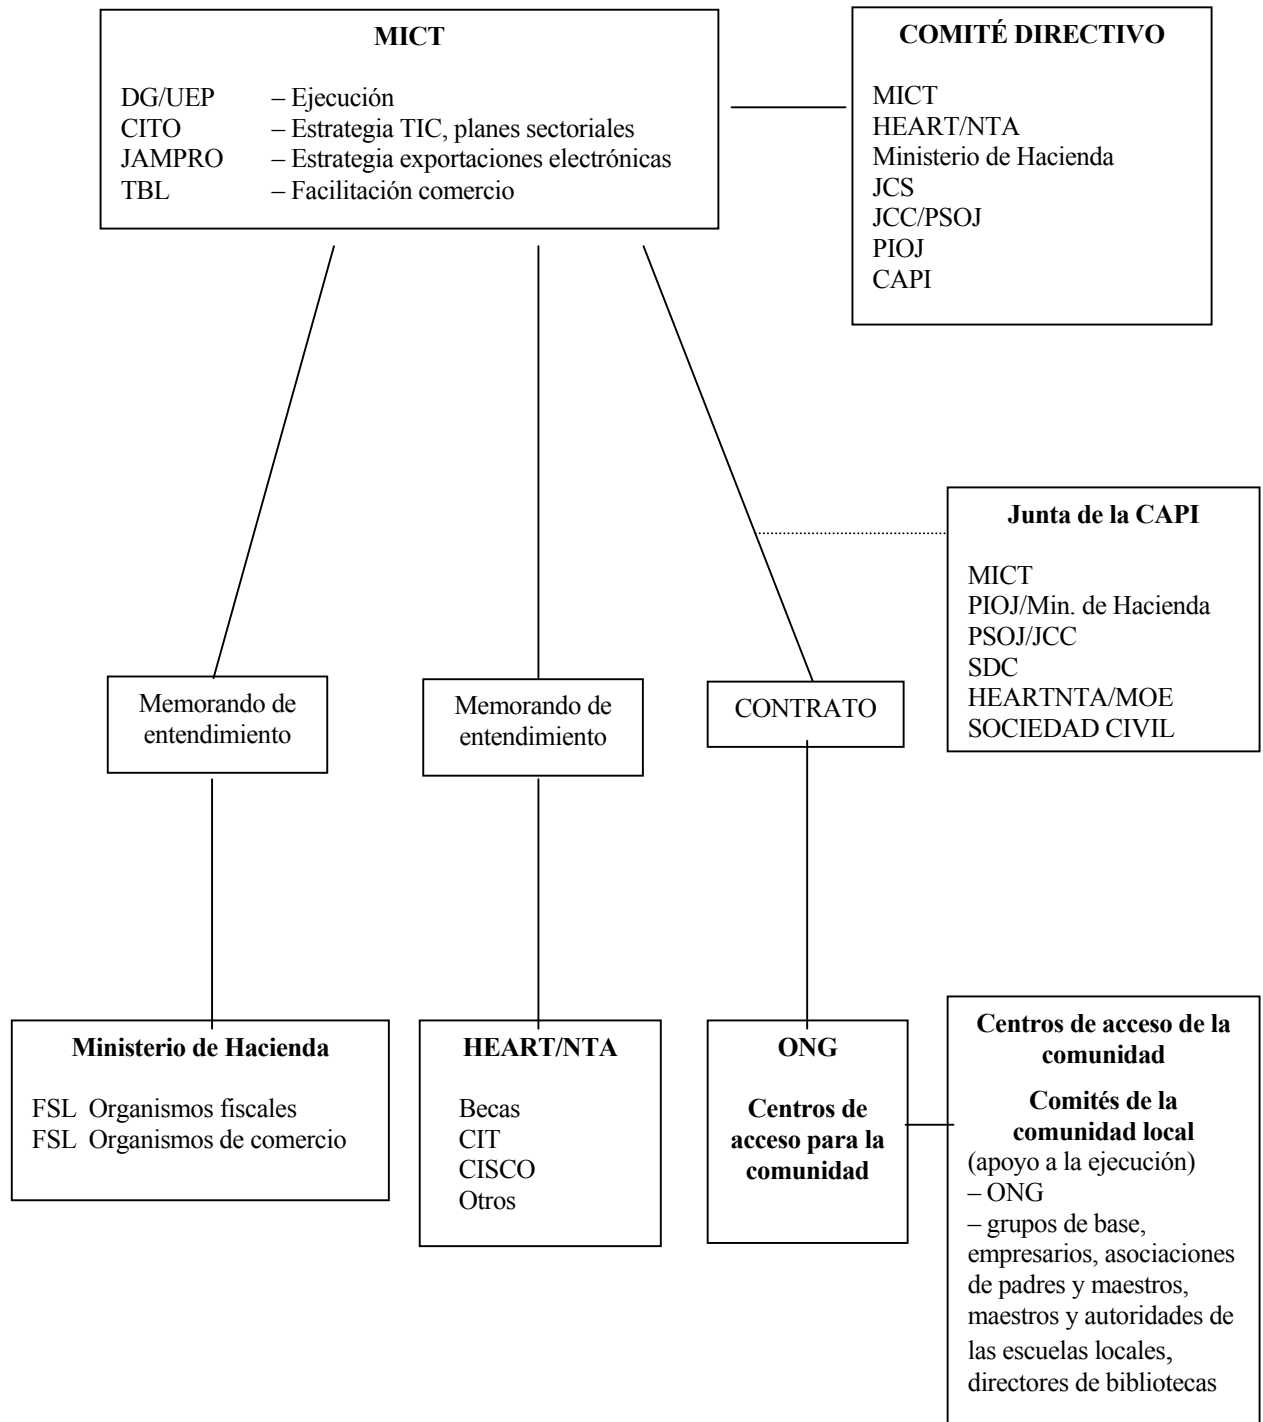 MICT
DG/UEP – Ejecución
CITO – Estrategia TIC, planes sectoriales
JAMPRO – Estrategia exportaciones electrónicas
TBL – Facilitación comercio
COMITÉ DIRECTIVO
MICT
HEART/NTA
Ministerio de Hacienda
JCS
JCC/PSOJ
PIOJ
CAPI
Junta de la CAPI
MICT
PIOJ/Min. de Hacienda
PSOJ/JCC
SDC
HEARTNTA/MOE
SOCIEDAD CIVIL
Memorando de
entendimiento
Memorando de
entendimiento
CONTRATO
Ministerio de Hacienda
FSL Organismos fiscales
FSL Organismos de comercio
HEART/NTA
Becas
CIT
CISCO
Otros
ONG
Centros de
acceso para la
comunidad
Centros de acceso de la
comunidad
Comités de la
comunidad local
(apoyo a la ejecución)
– ONG
– grupos de base,
empresarios, asociaciones
de padres y maestros,
maestros y autoridades de
las escuelas locales,
directores de bibliotecas